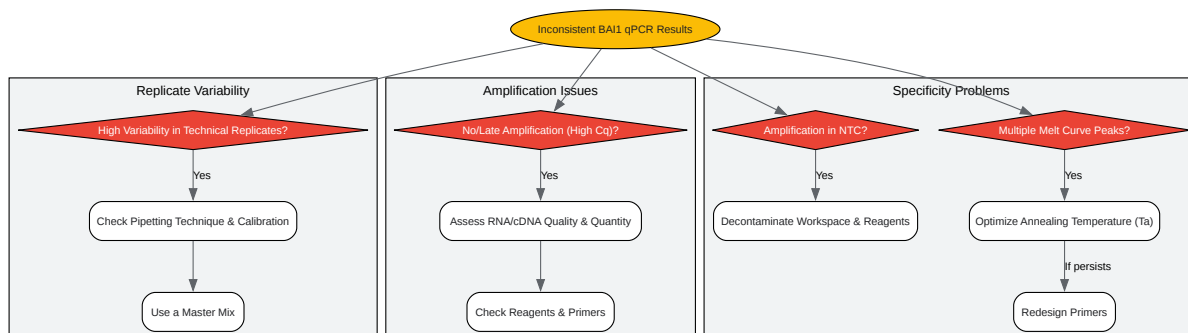 Inconsistent BAI1 qPCR Results
Replicate Variability
Amplification Issues
Specificity Problems
High Variability in Technical Replicates?
No/Late Amplification (High Cq)?
Amplification in NTC?
Multiple Melt Curve Peaks?
Yes
Yes
Yes
Yes
Check Pipetting Technique & Calibration
Assess RNA/cDNA Quality & Quantity
Decontaminate Workspace & Reagents
Optimize Annealing Temperature (Ta)
If persists
Use a Master Mix
Check Reagents & Primers
Redesign Primers